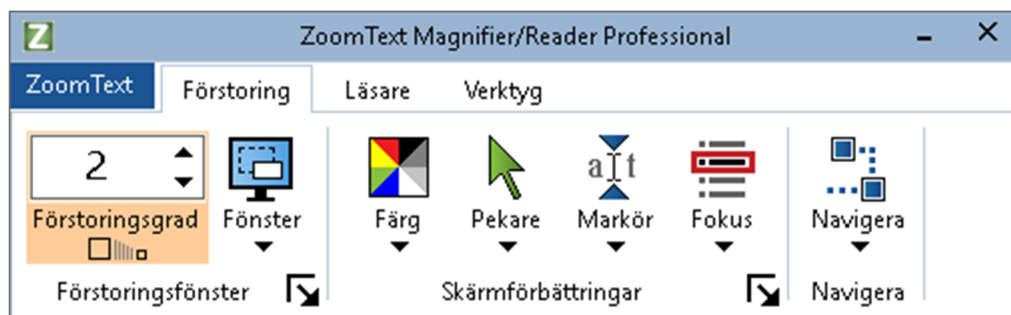 Z
ZoomText Magnifier/Reader Professional
ZoomText Förstoring Läsare Verktyg
2
a t
Förstoringsgrad Fönster Färg Pekare Markör Fokus Navigera
Förstoringsfönster Skärmförbättringar Navigera